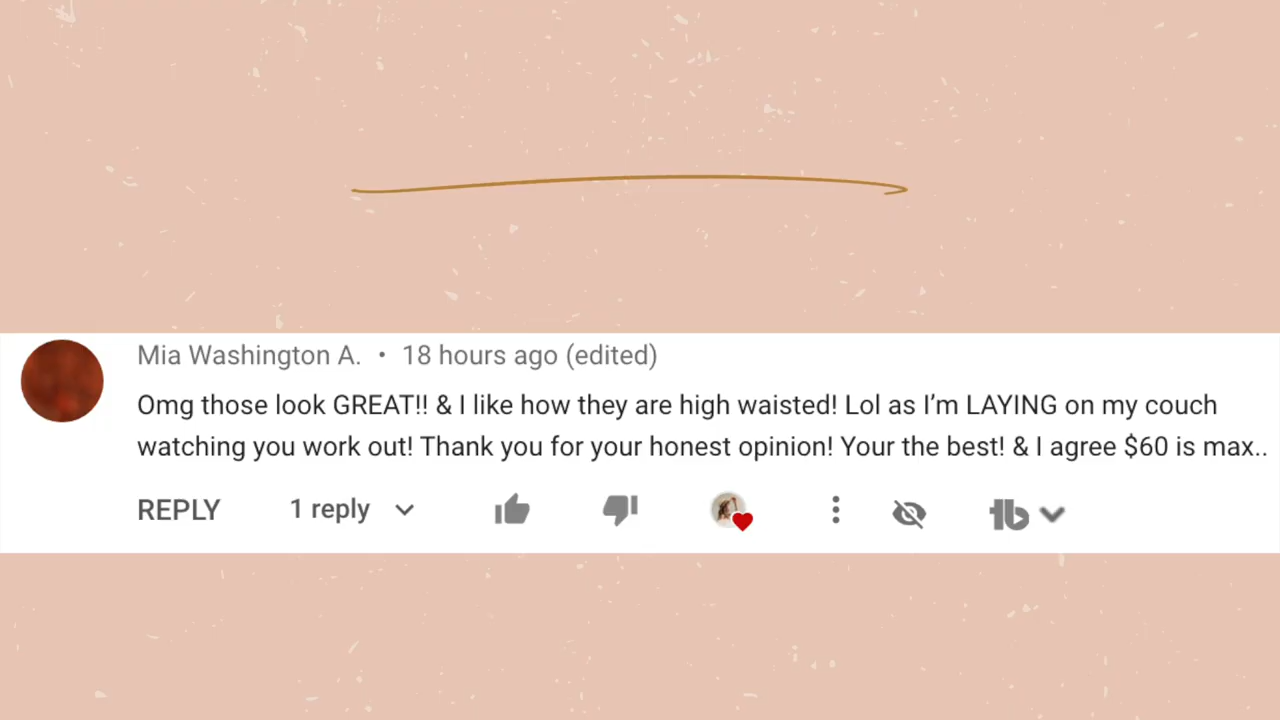 Mia Washington A. • 18 hours ago (edited)
Omg those look GREAT!! & I like how they are high waisted! Lol as I’m LAYING on my couch
watching you work out! Thank you for your honest opinion! Your the best! & I agree $60 is max..
REPLY 1 reply